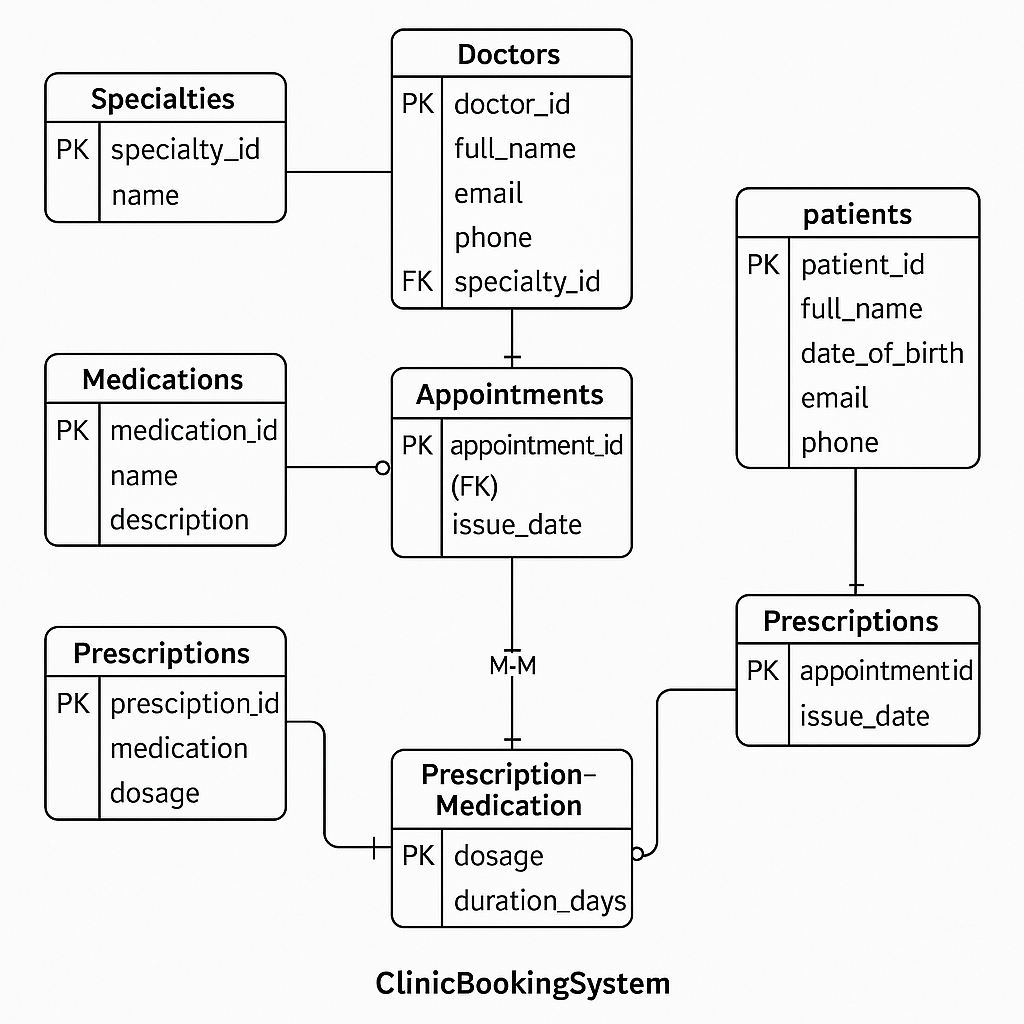 Doctors
PK doctor_id
full_name
email
phone
FK specialty_id
Specialties
PK specialty_id
name
patients
PK patient_id
full_name
date_of_birth
email
phone
Medications
PK medication_id
name
description
Appointments
PK appointment_id
(FK)
issue_date
M-M
Prescriptions
PK presciption_id
medication
dosage
Prescriptions
PK appointmentid
issue_date
Prescription–
Medication
PK dosage
duration_days
ClinicBookingSystem